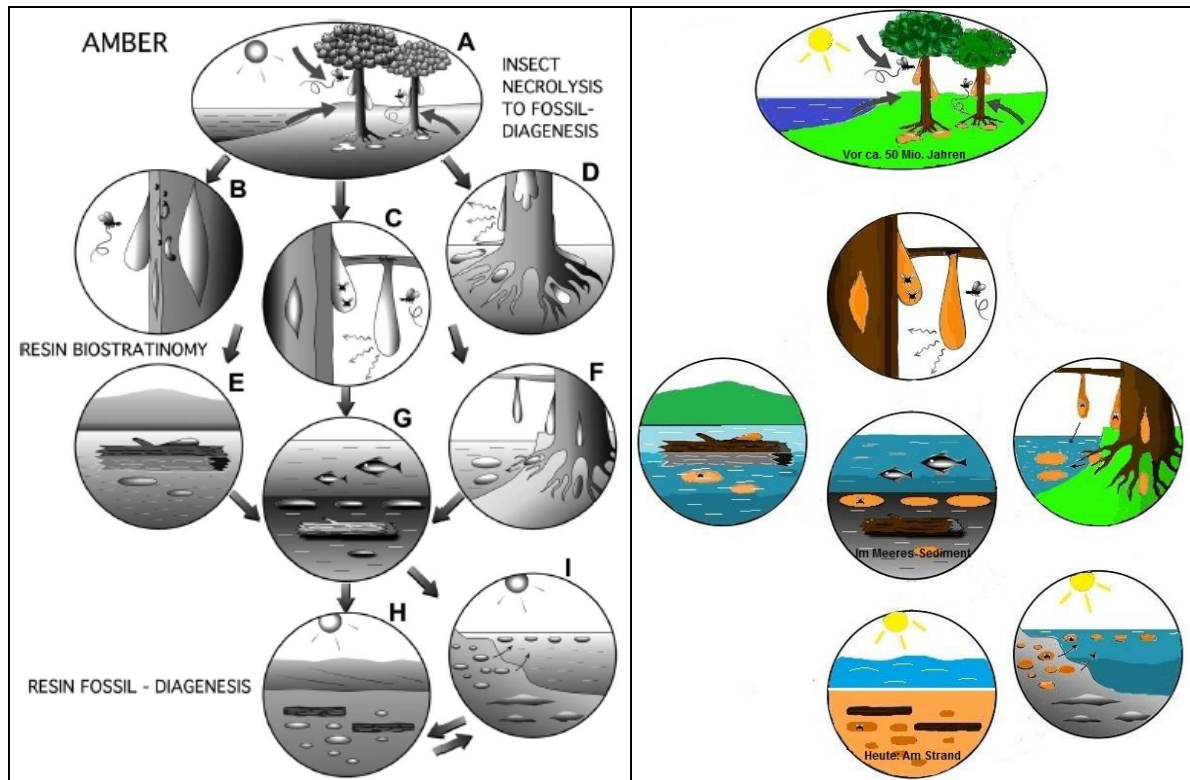 AMBER
A
INSECT
NECROLYSIS
TO FOSSIL-
DIAGENESIS
B
C
D
RESIN BIOSTRATINOMY
E
F
G
H
I
RESIN FOSSIL - DIAGENESIS
Vor ca. 50 Mio. Jahren
Im Meeres-Sediment
Heute: Am Strand